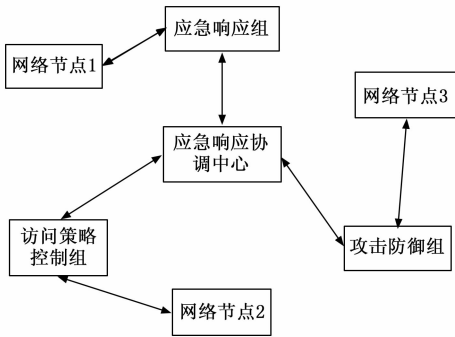 应急响应组
网络节点1
网络节点3
应急响应协
调中心
访问策略
控制组
攻击防御组
网络节点2